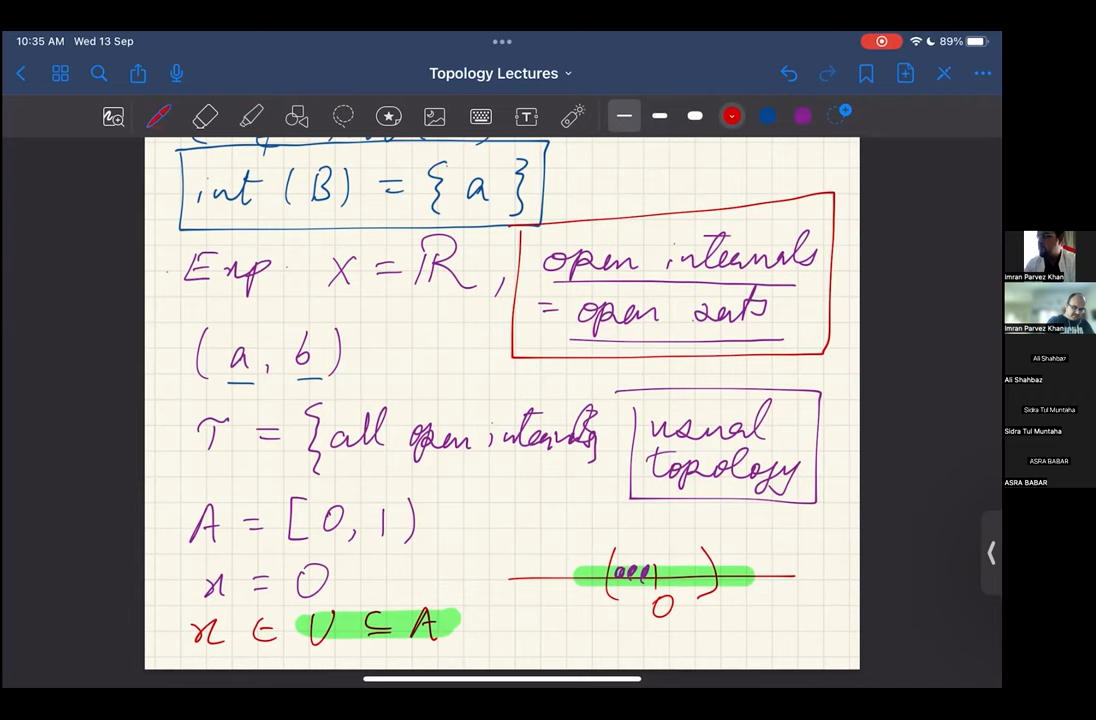 10:35 AM Wed 13 Sep
89%
Topology Lectures
int (B) = { a }
Exp. X = ℝ,
open internals
= open sets
(a, b)
τ = {all open internals}
usual
topology
A = [0, 1)
x = 0
0
x ∈ U ⊆ A
Imran Parvez Khan
Imran Parvez Khan
Ali Shahbaz
Ali Shahbaz
Sidra Tul Muntaha
Sidra Tul Muntaha
ASRA BABAR
ASRA BABAR